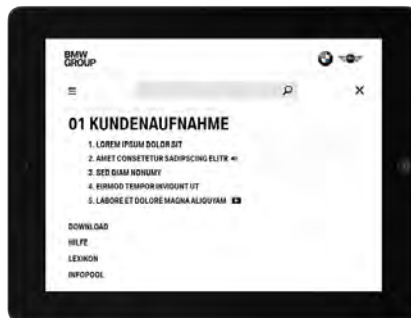 BMW
GROUP
01 KUNDENAUFNAHME
1. LOREM IPSUM DOLOR SIT
2. AMET CONSETETUR SADIPSCING ELITR
3. SED DIAM NONUMY
4. EIRMOD TEMPOR INVIDUNT UT
5. LABORE ET DOLORE MAGNA ALIQUYAM
DOWNLOAD
HILFE
LEXIKON
INFOPOOL